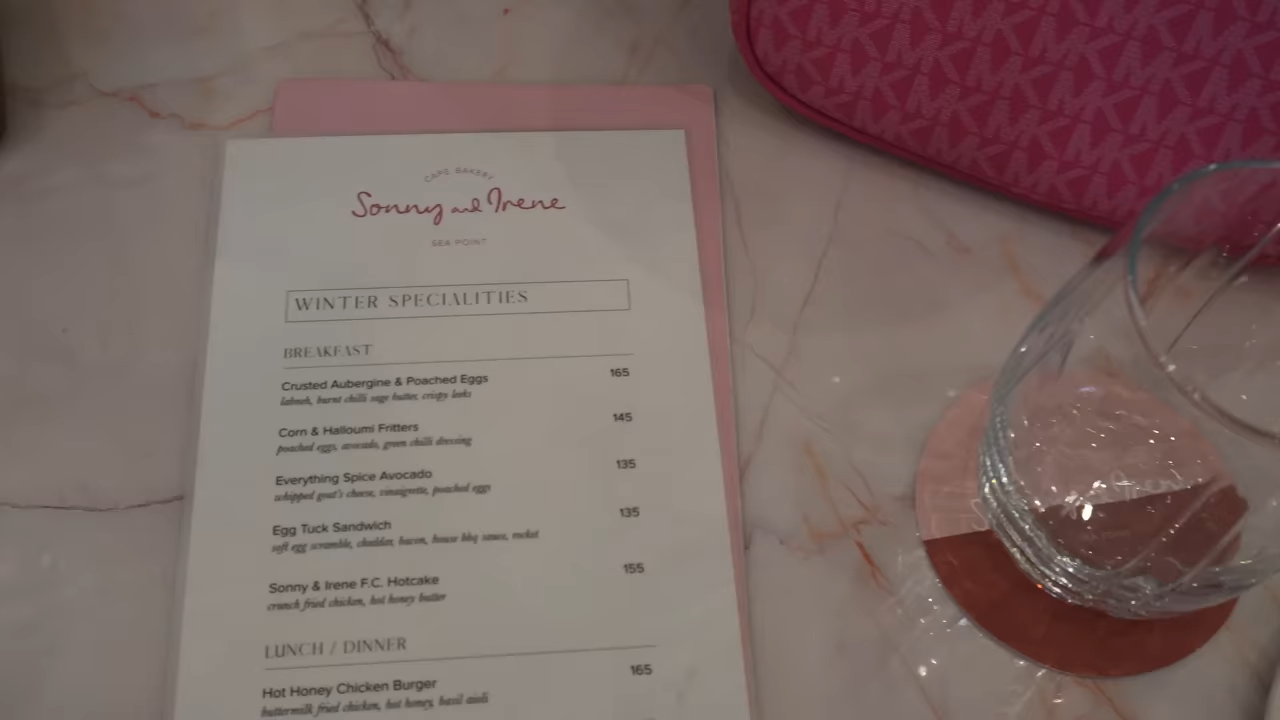 CAPE BAKERY
Sonny and Irene
SEA POINT
WINTER SPECIALITIES
BREAKFAST
Crusted Aubergine & Poached Eggs 165
labneh, burnt chilli sage butter, crispy leeks
Corn & Halloumi Fritters 145
poached eggs, avocado, green chilli dressing
Everything Spice Avocado 135
whipped goat's cheese, vinaigrette, poached eggs
Egg Tuck Sandwich 135
soft egg scramble, cheddar, bacon, house bbq sauce, rocket
Sonny & Irene F.C. Hotcake 155
crunch fried chicken, hot honey butter
LUNCH / DINNER
Hot Honey Chicken Burger 165
buttermilk fried chicken, hot honey, basil aioli
MK MK MK MK